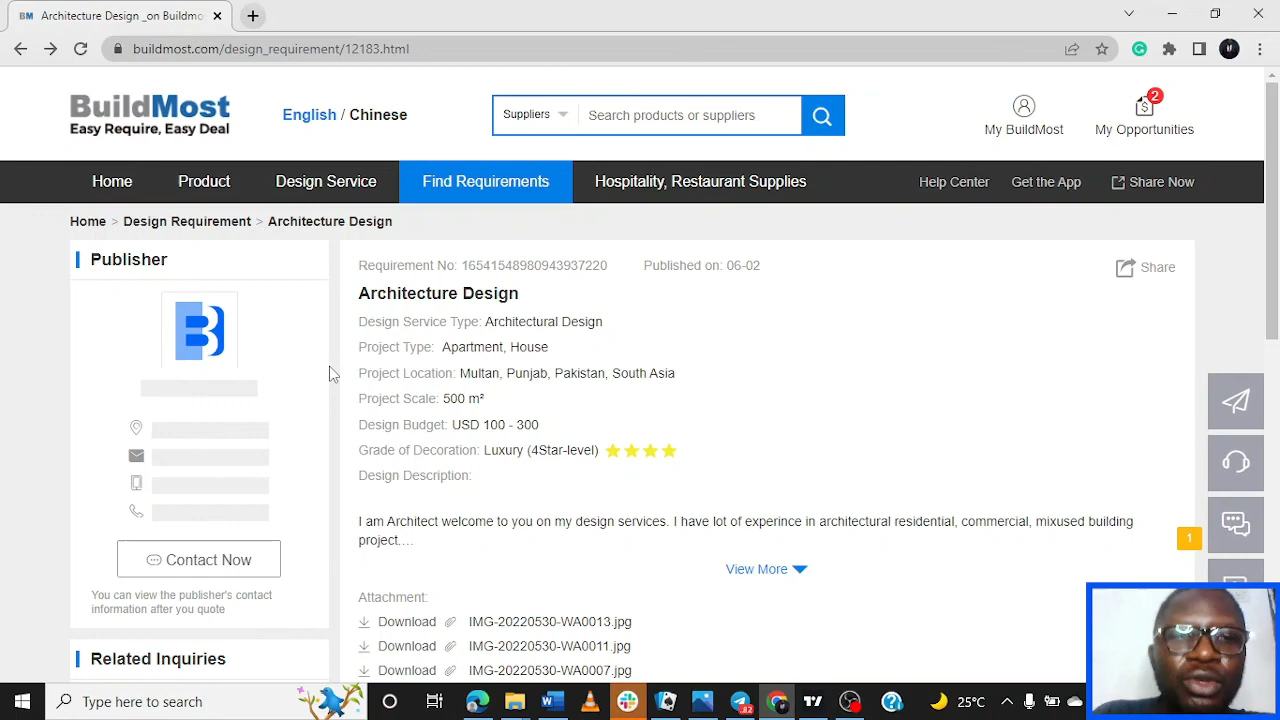 BM Architecture Design _on Buildmo
buildmost.com/design_requirement/12183.html
BuildMost
Easy Require, Easy Deal
English / Chinese
Suppliers
Search products or suppliers
My BuildMost
2
My Opportunities
Home
Product
Design Service
Find Requirements
Hospitality, Restaurant Supplies
Help Center
Get the App
Share Now
Home > Design Requirement > Architecture Design
Publisher
Contact Now
You can view the publisher's contact
information after you quote
Related Inquiries
Requirement No: 16541548980943937220 Published on: 06-02
Share
Architecture Design
Design Service Type: Architectural Design
Project Type: Apartment, House
Project Location: Multan, Punjab, Pakistan, South Asia
Project Scale: 500 m²
Design Budget: USD 100 - 300
Grade of Decoration: Luxury (4Star-level)
Design Description:
I am Architect welcome to you on my design services. I have lot of experince in architectural residential, commercial, mixused building
project....
View More
Attachment:
Download IMG-20220530-WA0013.jpg
Download IMG-20220530-WA0011.jpg
Download IMG-20220530-WA0007.jpg
1
Type here to search
82
25°C